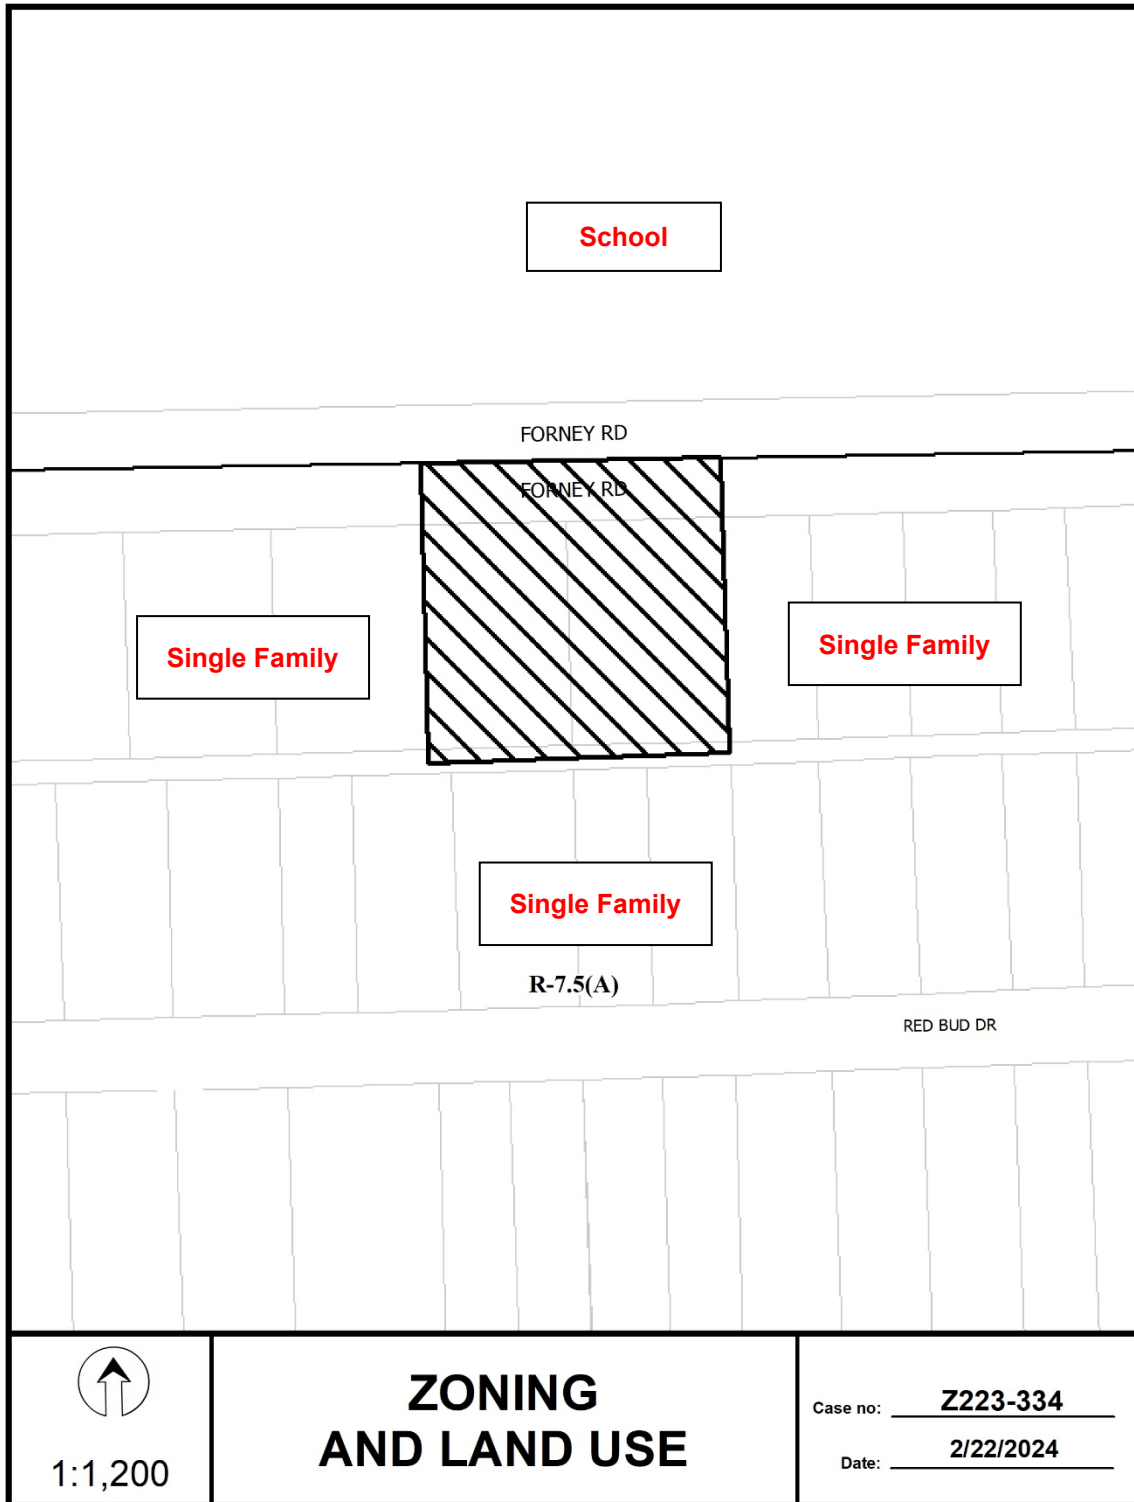 School
FORNEY RD
FORNEY RD
Single Family
Single Family
Single Family
R-7.5(A)
RED BUD DR
1:1,200
ZONING
AND LAND USE
Case no: Z223-334
Date: 2/22/2024